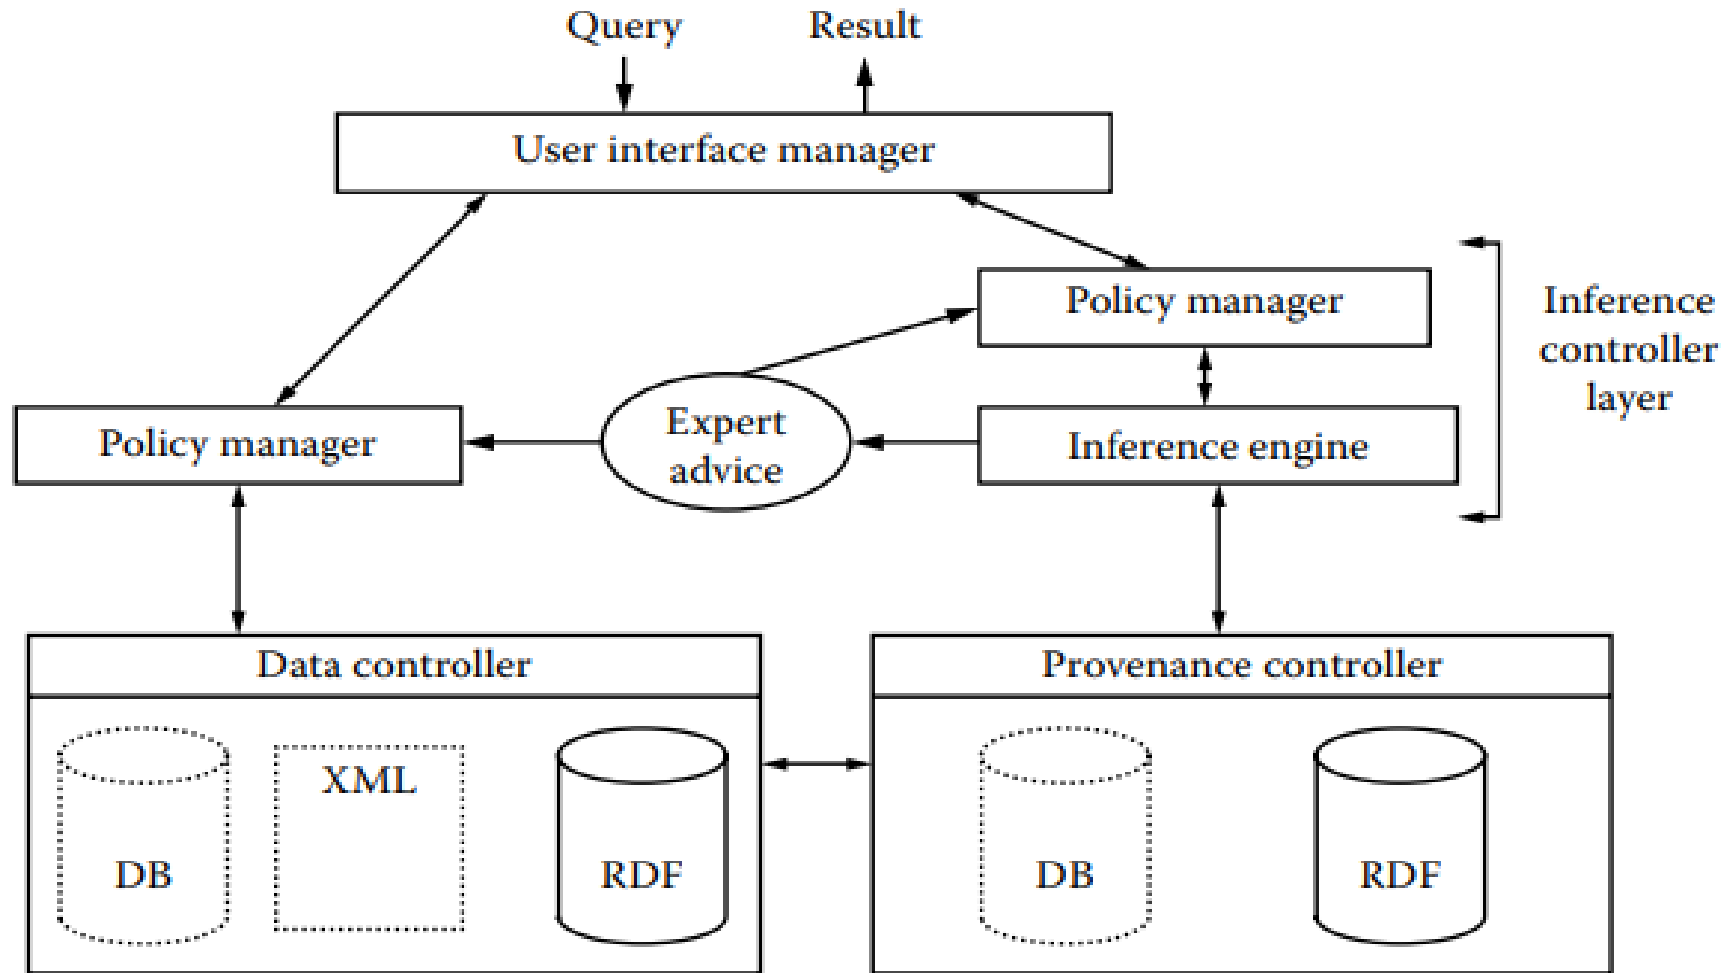 Query
Result
User interface manager
Policy manager
Inference
controller
layer
Expert
advice
Policy manager
Inference engine
Data controller
Provenance controller
XML
DB
RDF
DB
RDF